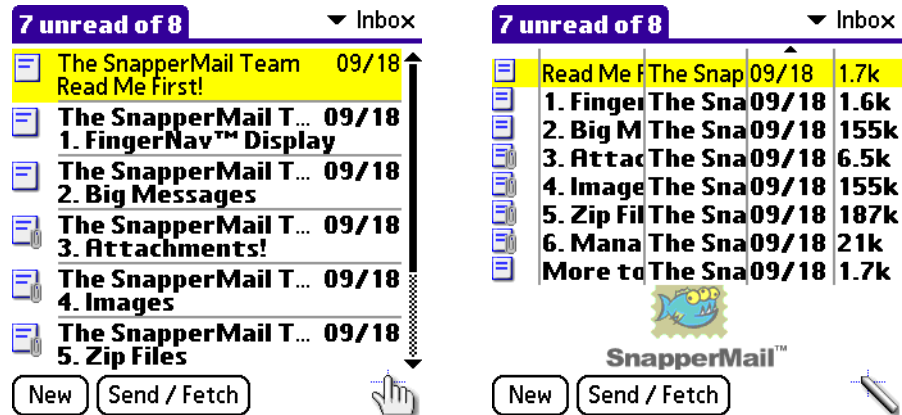 7 unread of 8 Inbox
The SnapperMail Team 09/18
Read Me First!
The SnapperMail T... 09/18
1. FingerNav™ Display
The SnapperMail T... 09/18
2. Big Messages
The SnapperMail T... 09/18
3. Attachments!
The SnapperMail T... 09/18
4. Images
The SnapperMail T... 09/18
5. Zip Files
New Send / Fetch
7 unread of 8 Inbox
Read Me F The Snap 09/18 1.7k
1. Finger The Sna 09/18 1.6k
2. Big M The Sna 09/18 155k
3. Attac The Sna 09/18 6.5k
4. Image The Sna 09/18 155k
5. Zip Fil The Sna 09/18 187k
6. Mana The Sna 09/18 21k
More to The Sna 09/18 1.7k
SnapperMail™
New Send / Fetch